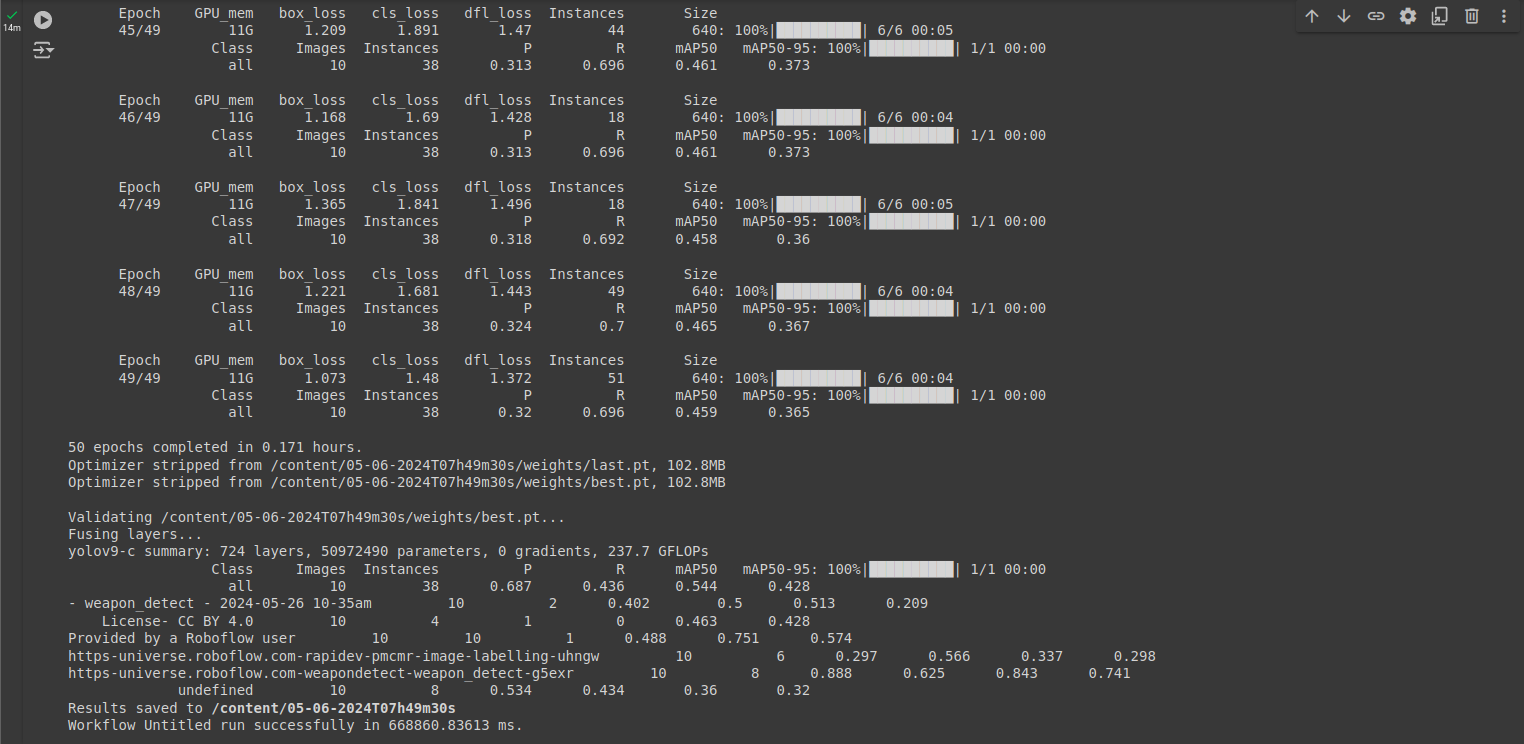 14m
Epoch GPU_mem box_loss cls_loss dfl_loss Instances Size
45/49 11G 1.209 1.891 1.47 44 640: 100%|██████████| 6/6 00:05
Class Images Instances P R mAP50 mAP50-95: 100%|██████████| 1/1 00:00
all 10 38 0.313 0.696 0.461 0.373
Epoch GPU_mem box_loss cls_loss dfl_loss Instances Size
46/49 11G 1.168 1.69 1.428 18 640: 100%|██████████| 6/6 00:04
Class Images Instances P R mAP50 mAP50-95: 100%|██████████| 1/1 00:00
all 10 38 0.313 0.696 0.461 0.373
Epoch GPU_mem box_loss cls_loss dfl_loss Instances Size
47/49 11G 1.365 1.841 1.496 18 640: 100%|██████████| 6/6 00:05
Class Images Instances P R mAP50 mAP50-95: 100%|██████████| 1/1 00:00
all 10 38 0.318 0.692 0.458 0.36
Epoch GPU_mem box_loss cls_loss dfl_loss Instances Size
48/49 11G 1.221 1.681 1.443 49 640: 100%|██████████| 6/6 00:04
Class Images Instances P R mAP50 mAP50-95: 100%|██████████| 1/1 00:00
all 10 38 0.324 0.7 0.465 0.367
Epoch GPU_mem box_loss cls_loss dfl_loss Instances Size
49/49 11G 1.073 1.48 1.372 51 640: 100%|██████████| 6/6 00:04
Class Images Instances P R mAP50 mAP50-95: 100%|██████████| 1/1 00:00
all 10 38 0.32 0.696 0.459 0.365
50 epochs completed in 0.171 hours.
Optimizer stripped from /content/05-06-2024T07h49m30s/weights/last.pt, 102.8MB
Optimizer stripped from /content/05-06-2024T07h49m30s/weights/best.pt, 102.8MB
Validating /content/05-06-2024T07h49m30s/weights/best.pt...
Fusing layers...
yolov9-c summary: 724 layers, 50972490 parameters, 0 gradients, 237.7 GFLOPs
Class Images Instances P R mAP50 mAP50-95: 100%|██████████| 1/1 00:00
all 10 38 0.687 0.436 0.544 0.428
- weapon_detect - 2024-05-26 10-35am 10 2 0.402 0.5 0.513 0.209
License- CC BY 4.0 10 4 1 0 0.463 0.428
Provided by a Roboflow user 10 10 1 0.488 0.751 0.574
https-universe.roboflow.com-rapidev-pmcmr-image-labelling-uhngw 10 6 0.297 0.566 0.337 0.298
https-universe.roboflow.com-weapondetect-weapon_detect-g5exr 10 8 0.888 0.625 0.843 0.741
undefined 10 8 0.534 0.434 0.36 0.32
Results saved to /content/05-06-2024T07h49m30s
Workflow Untitled run successfully in 668860.83613 ms.